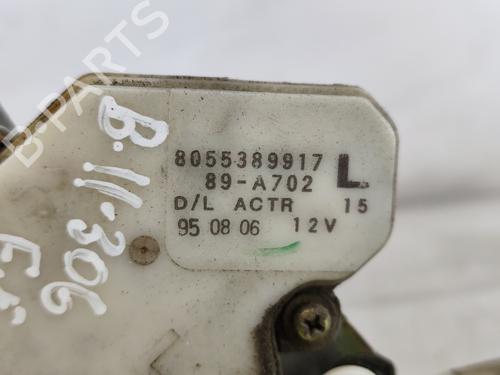 B-PARTS
8055389917
89-A702 L
D/L ACTR 15
95 08 06 12V
B-11-306